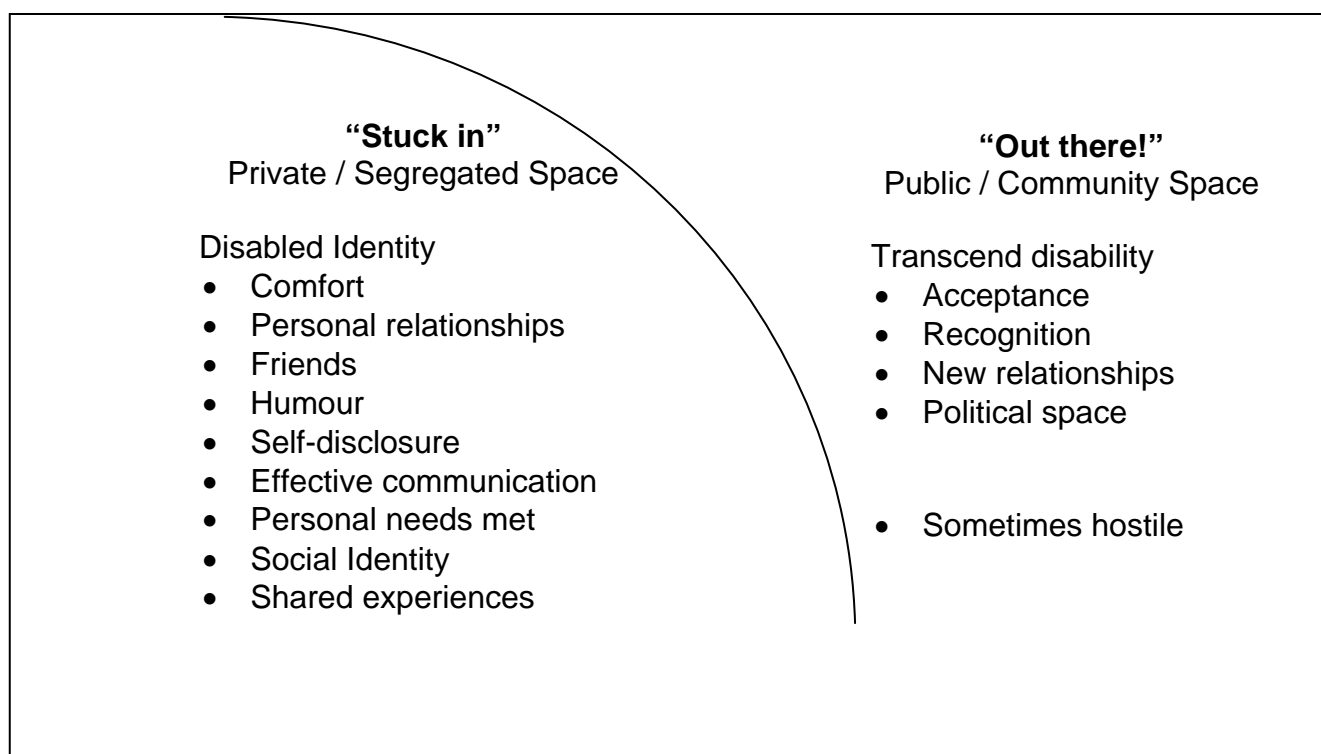 “Stuck in”
Private / Segregated Space
Disabled Identity
• Comfort
• Personal relationships
• Friends
• Humour
• Self-disclosure
• Effective communication
• Personal needs met
• Social Identity
• Shared experiences
“Out there!”
Public / Community Space
Transcend disability
• Acceptance
• Recognition
• New relationships
• Political space
• Sometimes hostile